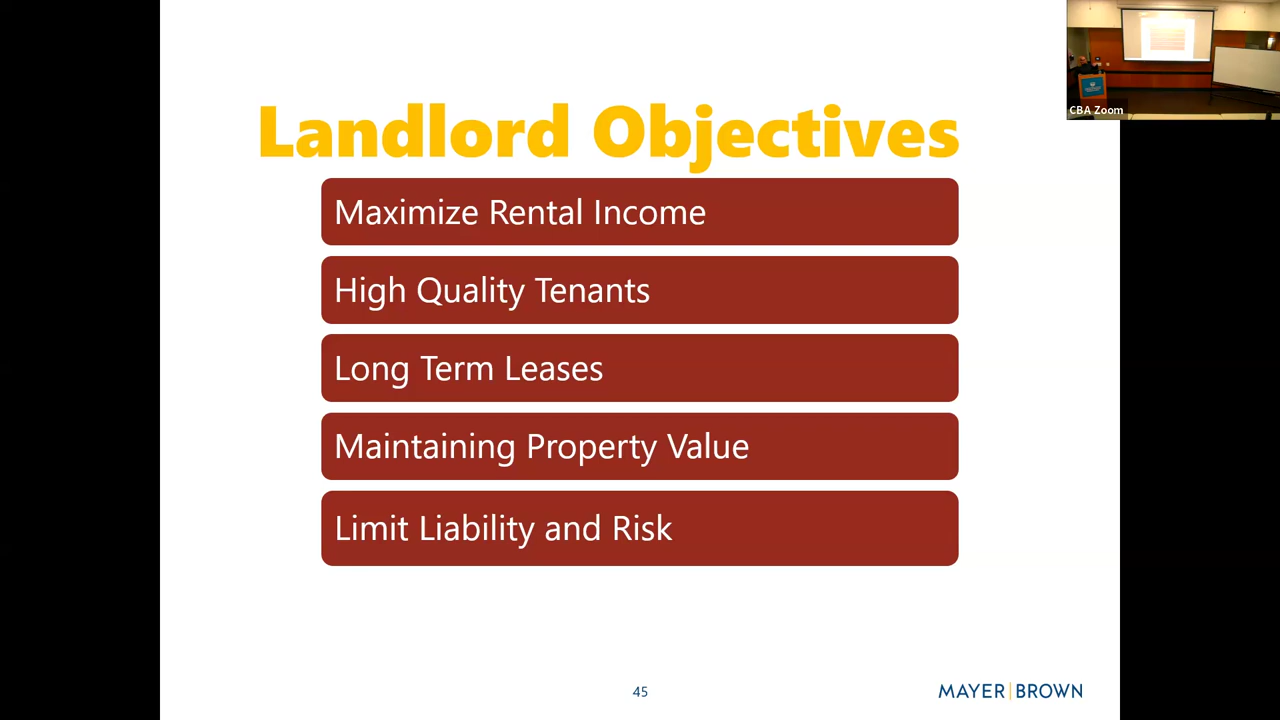 CBA Zoom
Landlord Objectives
Maximize Rental Income
High Quality Tenants
Long Term Leases
Maintaining Property Value
Limit Liability and Risk
45
MAYER|BROWN